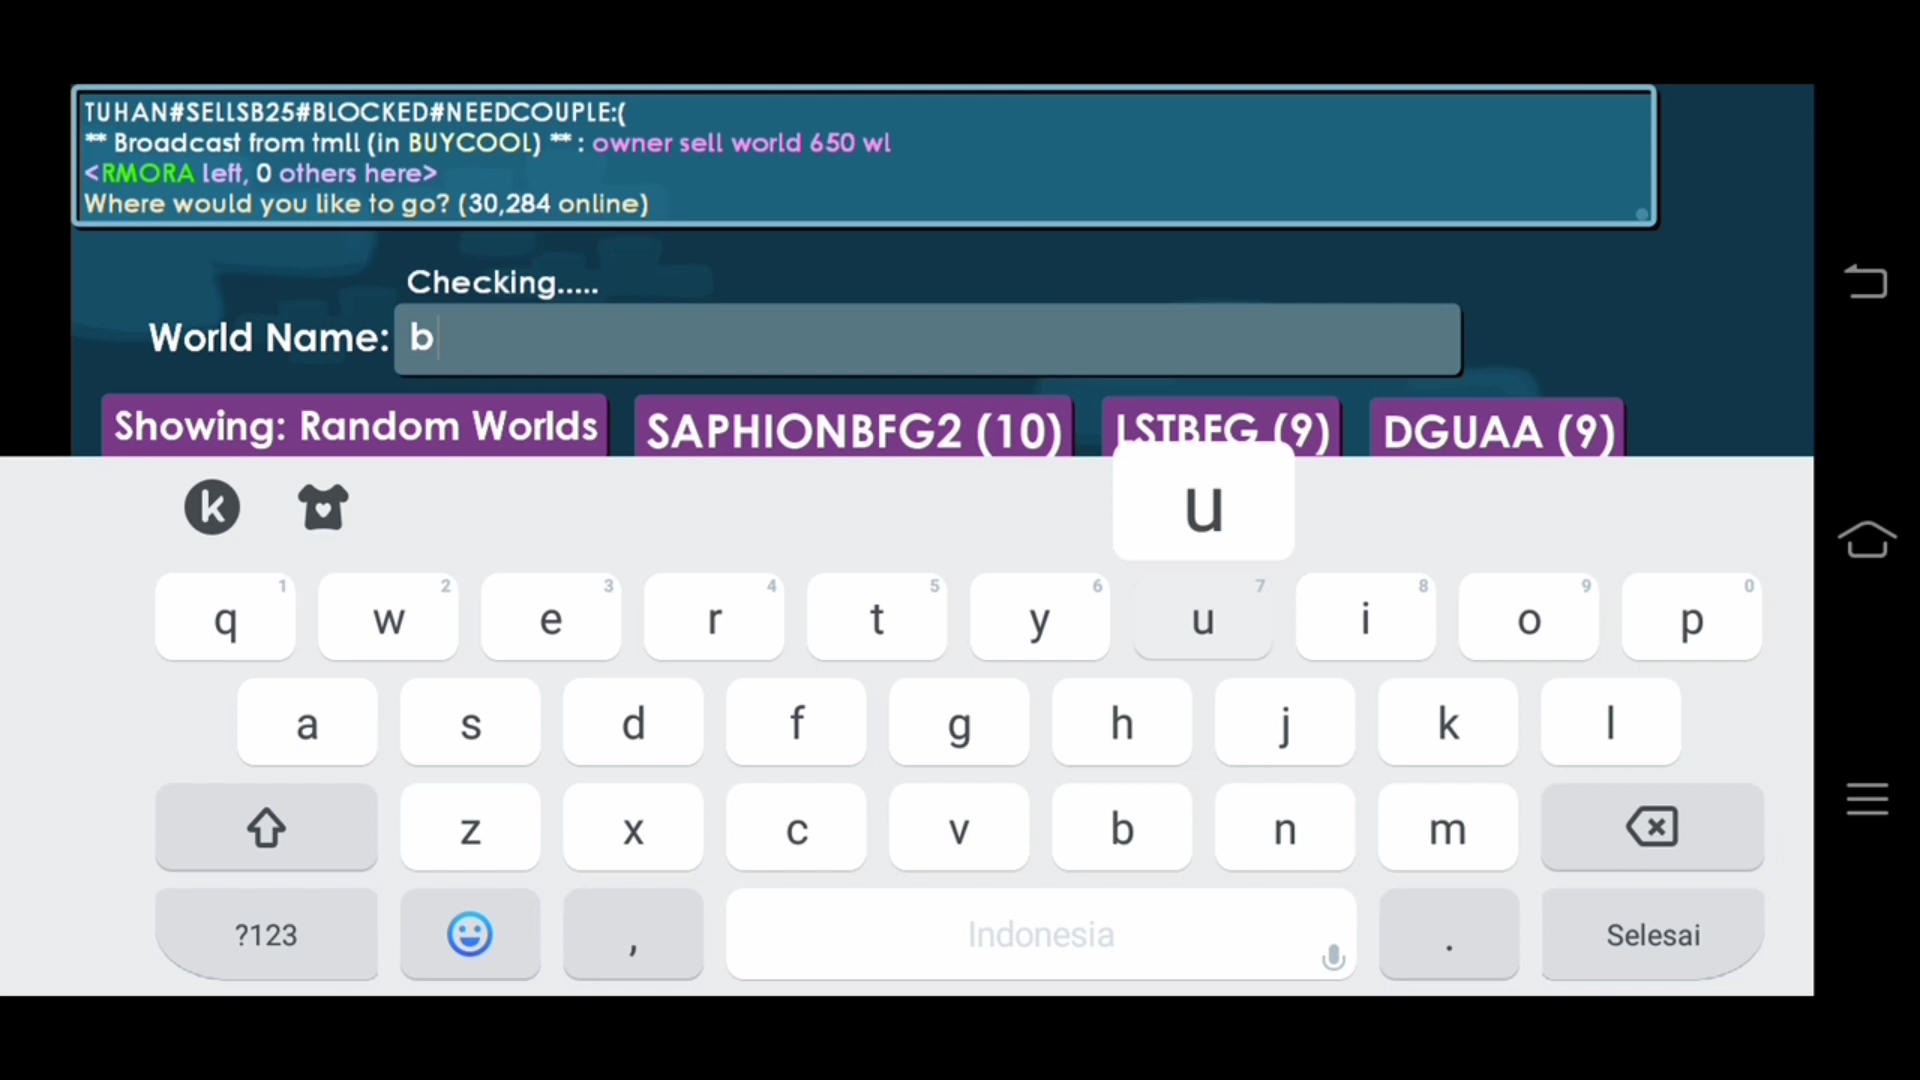 TUHAN#SELLSB25#BLOCKED#NEEDCOUPLE:(
** Broadcast from tmll (in BUYCOOL) ** : owner sell world 650 wl
<RMORA left, 0 others here>
Where would you like to go? (30,284 online)
Checking.....
World Name: b
Showing: Random Worlds SAPHIONBFG2 (10) LSTBFG (9) DGUAA (9)
k u
q 1 w 2 e 3 r 4 t 5 y 6 u 7 i 8 o 9 p 0
a s d f g h j k l
z x c v b n m
?123 , Indonesia . Selesai